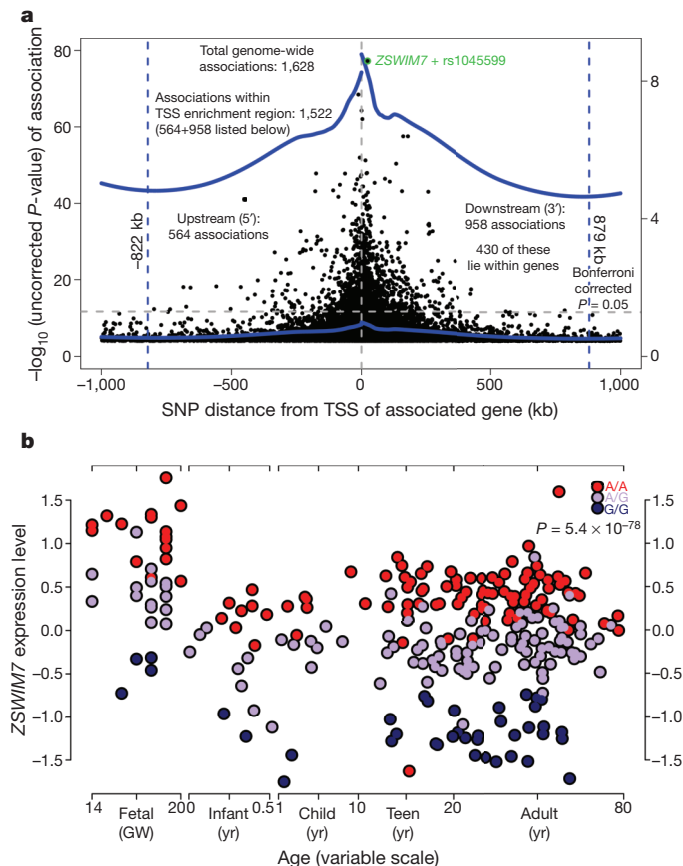 a
80
60
40
20
0
8
4
0
−log10 (uncorrected P-value) of association
Total genome-wide
associations: 1,628
ZSWIM7 + rs1045599
Associations within
TSS enrichment region: 1,522
(564+958 listed below)
−822 kb
Upstream (5′):
564 associations
Downstream (3′):
958 associations
430 of these
lie within genes
879 kb
Bonferroni
corrected
P = 0.05
−1,000 −500 0 500 1,000
SNP distance from TSS of associated gene (kb)
b
A/A
A/G
G/G
P = 5.4 × 10−78
ZSWIM7 expression level
1.5
1.0
0.5
0.0
−0.5
−1.0
−1.5
1.5
1.0
0.5
0.0
−0.5
−1.0
−1.5
14 20 0 0.5 1 10 20 80
Fetal
(GW)
Infant
(yr)
Child
(yr)
Teen
(yr)
Adult
(yr)
Age (variable scale)